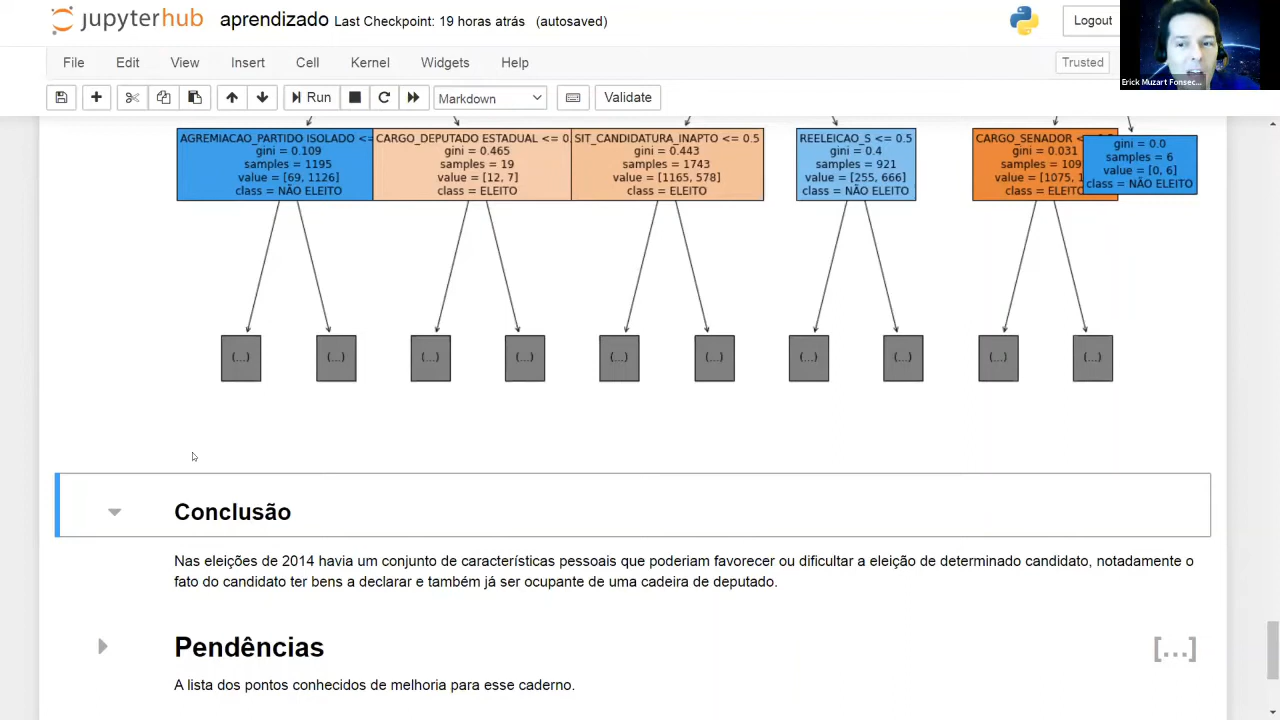 jupyterhub aprendizado Last Checkpoint: 19 horas atrás (autosaved) Logout
Erick Muzart Fonsec...
File Edit View Insert Cell Kernel Widgets Help Trusted
Run Markdown Validate
AGREMIACAO_PARTIDO ISOLADO <=
gini = 0.109
samples = 1195
value = [69, 1126]
class = NÃO ELEITO
CARGO_DEPUTADO ESTADUAL <= 0.
gini = 0.465
samples = 19
value = [12, 7]
class = ELEITO
SIT_CANDIDATURA_INAPTO <= 0.5
gini = 0.443
samples = 1743
value = [1165, 578]
class = ELEITO
REELEICAO_S <= 0.5
gini = 0.4
samples = 921
value = [255, 666]
class = NÃO ELEITO
CARGO_SENADOR <
gini = 0.031
samples = 109
value = [1075, 1
class = ELEITO
gini = 0.0
samples = 6
value = [0, 6]
class = NÃO ELEITO
(...) (...) (...) (...) (...) (...) (...) (...) (...) (...)
Conclusão
Nas eleições de 2014 havia um conjunto de características pessoais que poderiam favorecer ou dificultar a eleição de determinado candidato, notadamente o
fato do candidato ter bens a declarar e também já ser ocupante de uma cadeira de deputado.
Pendências [...]
A lista dos pontos conhecidos de melhoria para esse caderno.